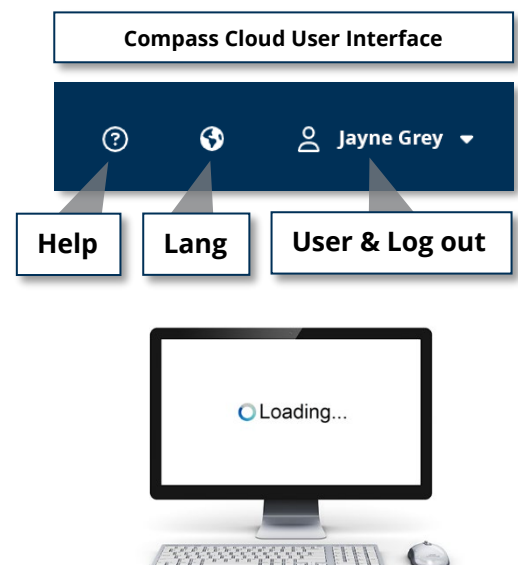 Compass Cloud User Interface
Jayne Grey
Help
Lang
User & Log out
Loading...